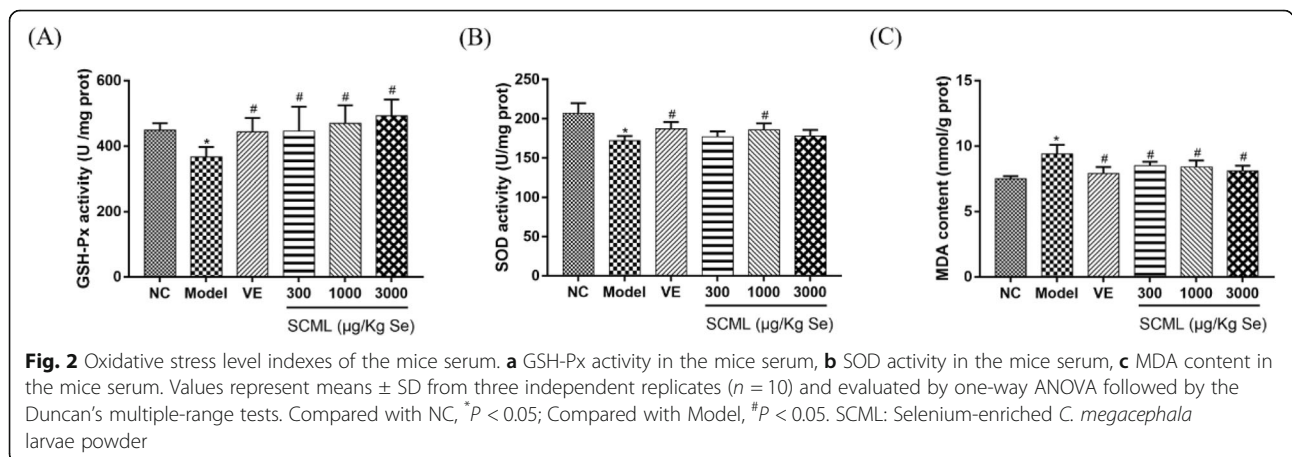 (A)
(B)
(C)
GSH-Px activity (U /mg prot)
600
400
200
0
NC Model VE 300 1000 3000
SCML (μg/Kg Se)
* # # # #
SOD activity (U/mg prot)
250
200
150
100
50
0
NC Model VE 300 1000 3000
SCML (μg/Kg Se)
* # #
MDA content (nmol/g prot)
15
10
5
0
NC Model VE 300 1000 3000
SCML (μg/Kg Se)
* # # # #
Fig. 2 Oxidative stress level indexes of the mice serum. a GSH-Px activity in the mice serum, b SOD activity in the mice serum, c MDA content in
the mice serum. Values represent means ± SD from three independent replicates (n = 10) and evaluated by one-way ANOVA followed by the
Duncan's multiple-range tests. Compared with NC, *P < 0.05; Compared with Model, #P < 0.05. SCML: Selenium-enriched C. megacephala
larvae powder